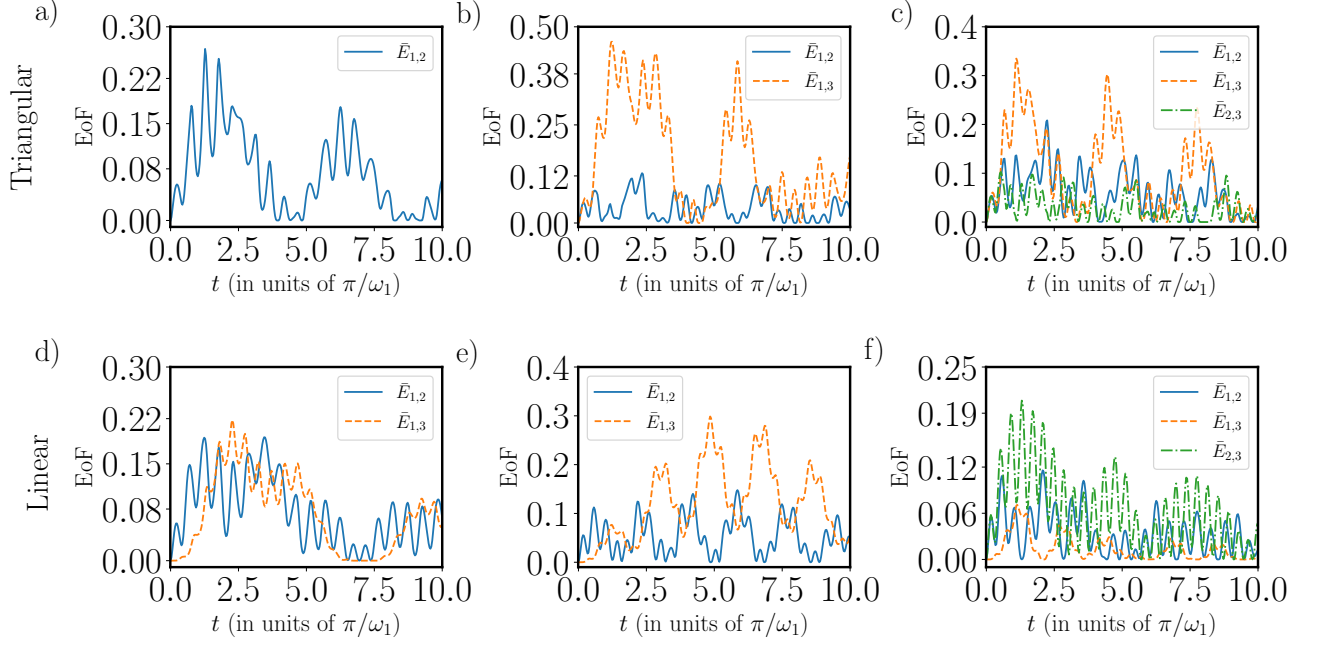 a)
b)
c)
Triangular
EoF
0.30
0.22
0.15
0.08
0.00
Ē1,2
0.0 2.5 5.0 7.5 10.0
t (in units of π/ω1)
EoF
0.50
0.38
0.25
0.12
0.00
Ē1,2
Ē1,3
0.0 2.5 5.0 7.5 10.0
t (in units of π/ω1)
EoF
0.4
0.3
0.2
0.1
0.0
Ē1,2
Ē1,3
Ē2,3
0.0 2.5 5.0 7.5 10.0
t (in units of π/ω1)
d)
e)
f)
Linear
EoF
0.30
0.22
0.15
0.08
0.00
Ē1,2
Ē1,3
0.0 2.5 5.0 7.5 10.0
t (in units of π/ω1)
EoF
0.4
0.3
0.2
0.1
0.0
Ē1,2
Ē1,3
0.0 2.5 5.0 7.5 10.0
t (in units of π/ω1)
EoF
0.25
0.19
0.12
0.06
0.00
Ē1,2
Ē1,3
Ē2,3
0.0 2.5 5.0 7.5 10.0
t (in units of π/ω1)